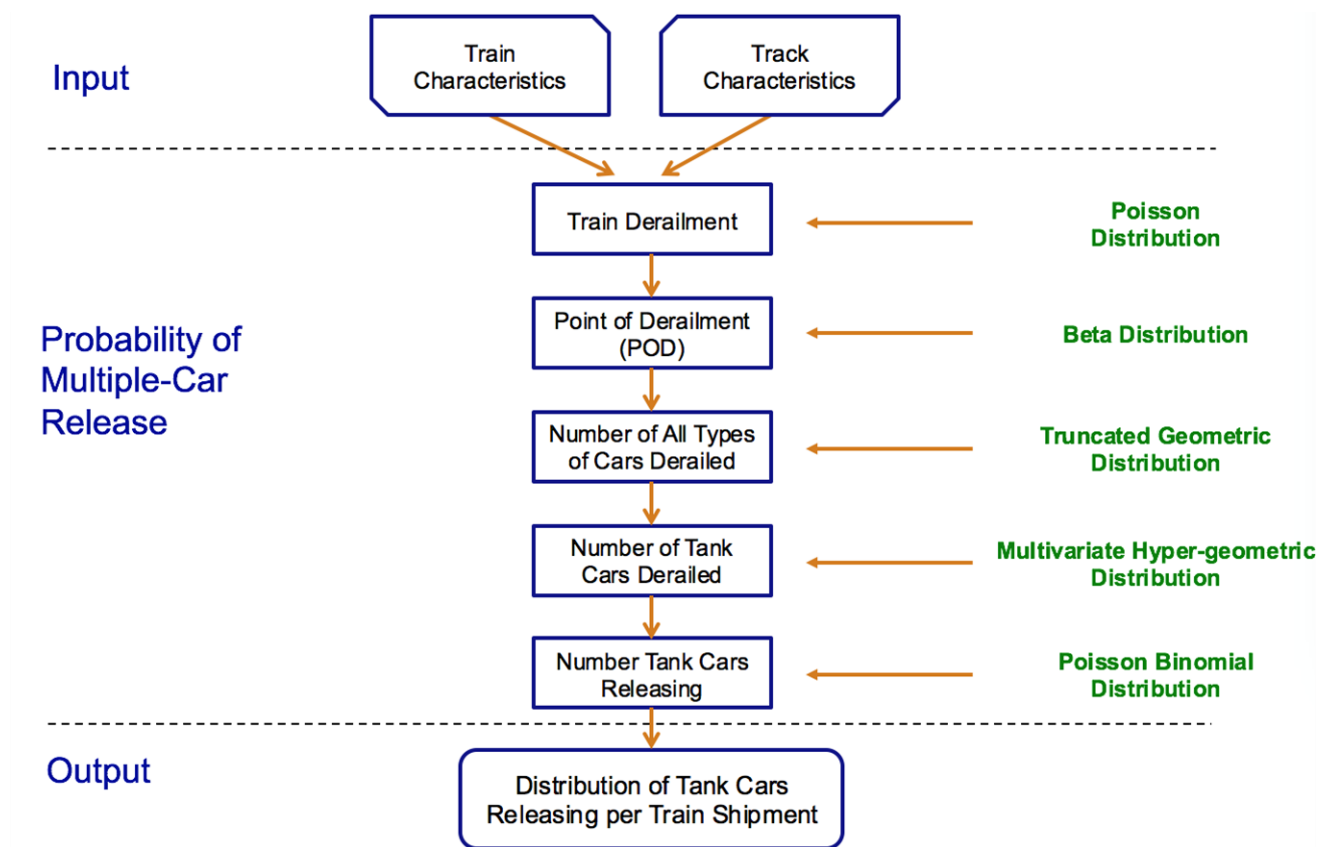 Input
Train
Characteristics
Track
Characteristics
Probability of
Multiple-Car
Release
Train Derailment
Poisson
Distribution
Point of Derailment
(POD)
Beta Distribution
Number of All Types
of Cars Derailed
Truncated Geometric
Distribution
Number of Tank
Cars Derailed
Multivariate Hyper-geometric
Distribution
Number Tank Cars
Releasing
Poisson Binomial
Distribution
Output
Distribution of Tank Cars
Releasing per Train Shipment